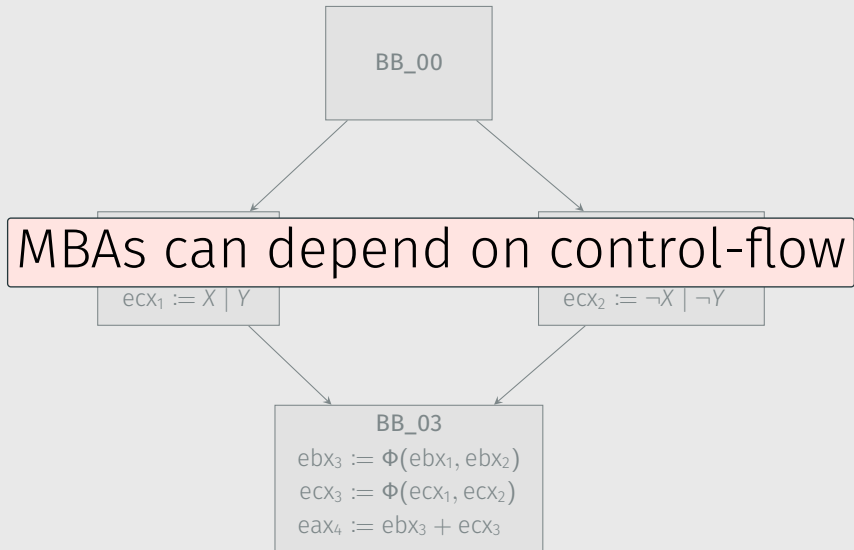 BB_00
MBAs can depend on control-flow
ecx₁ := X | Y
ecx₂ := ¬X | ¬Y
BB_03
ebx₃ := Φ(ebx₁, ebx₂)
ecx₃ := Φ(ecx₁, ecx₂)
eax₄ := ebx₃ + ecx₃